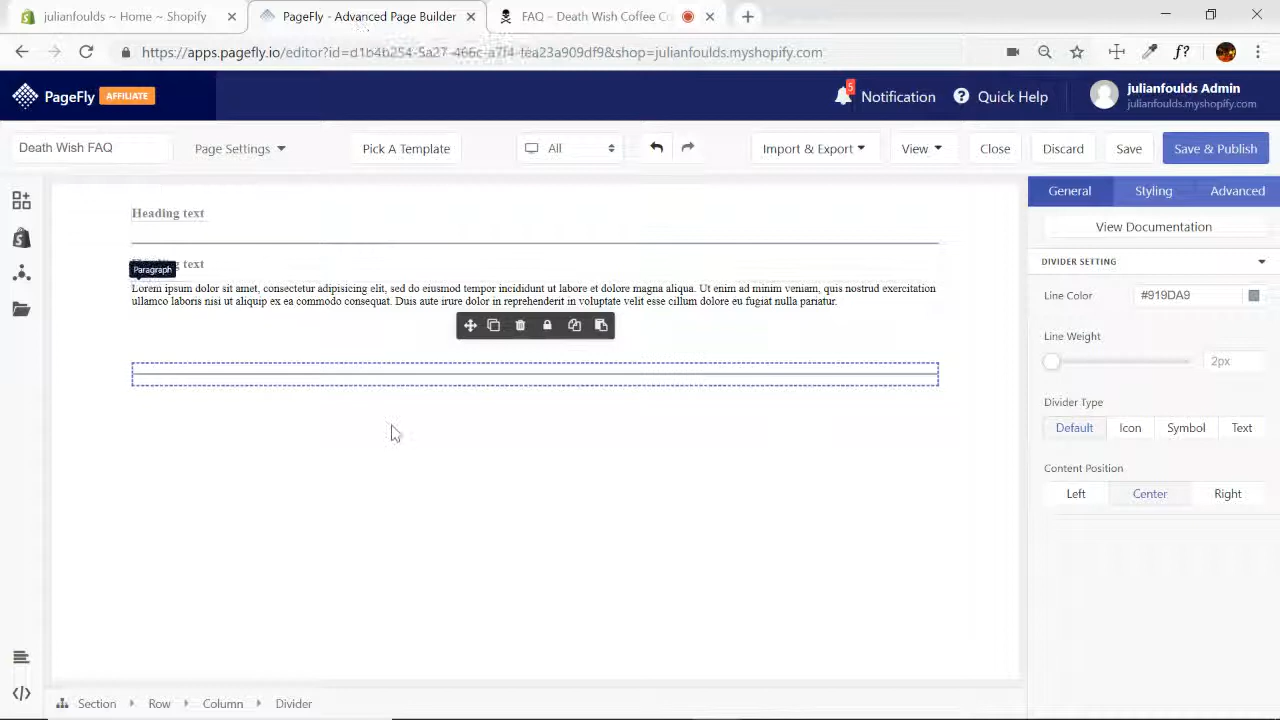 julianfoulds ~ Home ~ Shopify
PageFly - Advanced Page Builder
FAQ – Death Wish Coffee Co
https://apps.pagefly.io/editor?id=d1b4b254-5a27-466c-a7f4-fea23a909df9&shop=julianfoulds.myshopify.com
PageFly AFFILIATE
5 Notification
Quick Help
julianfoulds Admin
julianfoulds.myshopify.com
Death Wish FAQ
Page Settings
Pick A Template
All
Import & Export
View
Close
Discard
Save
Save & Publish
General
Styling
Advanced
View Documentation
DIVIDER SETTING
Line Color
#919DA9
Line Weight
2px
Divider Type
Default
Icon
Symbol
Text
Content Position
Left
Center
Right
Heading text
text
Paragraph
Lorem ipsum dolor sit amet, consectetur adipisicing elit, sed do eiusmod tempor incididunt ut labore et dolore magna aliqua. Ut enim ad minim veniam, quis nostrud exercitation
ullamco laboris nisi ut aliquip ex ea commodo consequat. Duis aute irure dolor in reprehenderit in voluptate velit esse cillum dolore eu fugiat nulla pariatur.
Section
Row
Column
Divider